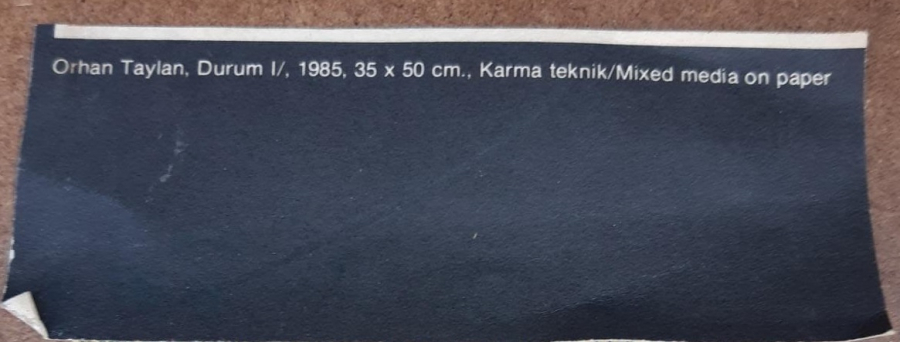 Orhan Taylan, Durum I/, 1985, 35 x 50 cm., Karma teknik/Mixed media on paper